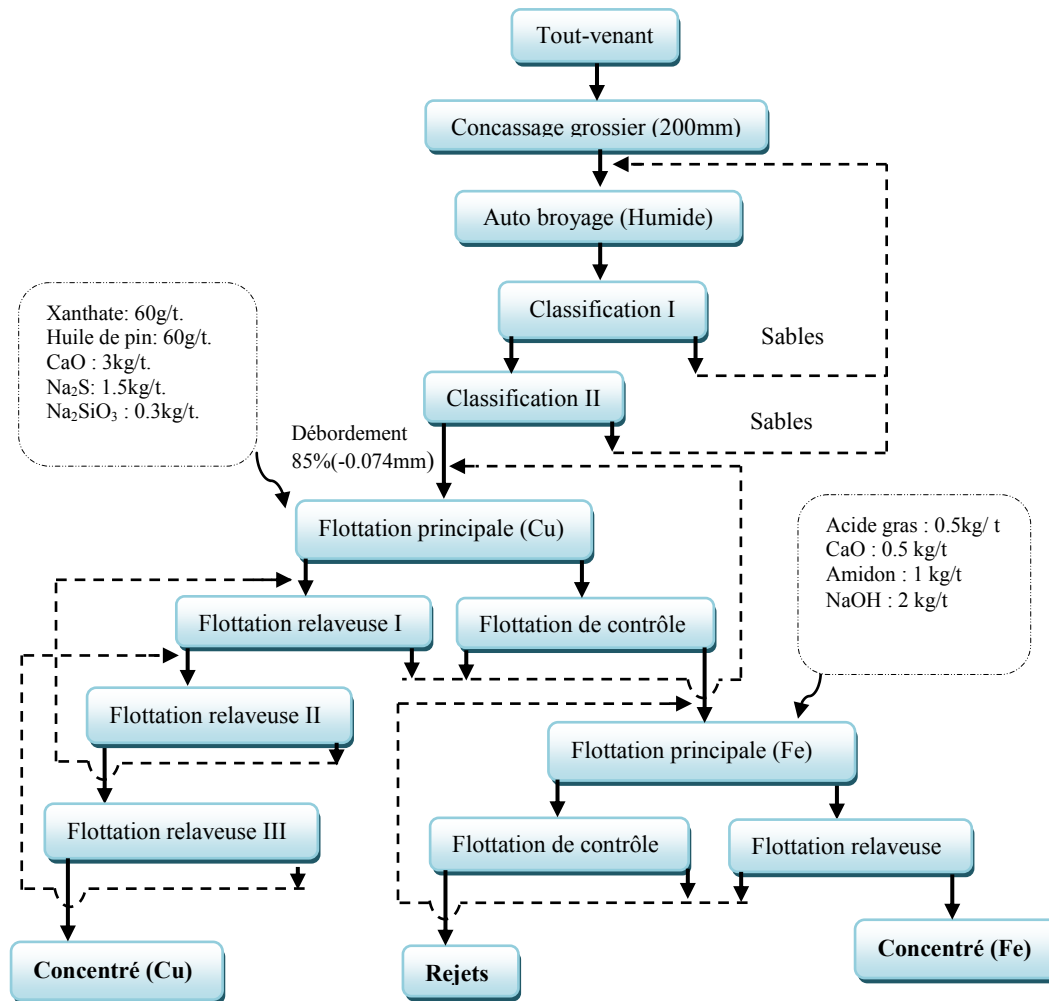 Tout-venant
Concassage grossier (200mm)
Auto broyage (Humide)
Classification I
Sables
Classification II
Sables
Xanthate: 60g/t.
Huile de pin: 60g/t.
CaO : 3kg/t.
Na₂S: 1.5kg/t.
Na₂SiO₃ : 0.3kg/t.
Débordement
85%(-0.074mm)
Flottation principale (Cu)
Acide gras : 0.5kg/ t
CaO : 0.5 kg/t
Amidon : 1 kg/t
NaOH : 2 kg/t
Flottation relaveuse I
Flottation de contrôle
Flottation relaveuse II
Flottation principale (Fe)
Flottation relaveuse III
Flottation de contrôle
Flottation relaveuse
Concentré (Cu)
Rejets
Concentré (Fe)